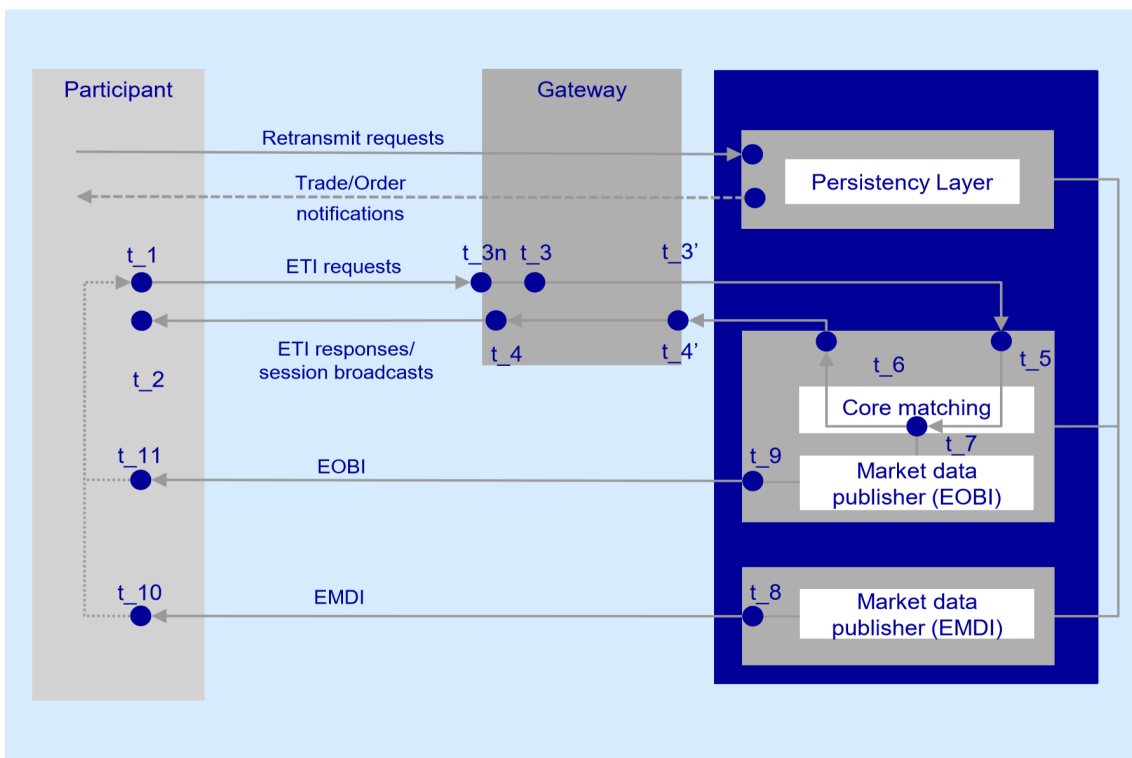 Participant
Gateway
Retransmit requests
Persistency Layer
Trade/Order
notifications
t_1
t_3n
t_3
t_3’
ETI requests
ETI responses/
session broadcasts
t_4
t_4’
t_6
t_5
t_2
Core matching
t_7
t_11
EOBI
t_9
Market data
publisher (EOBI)
t_10
EMDI
t_8
Market data
publisher (EMDI)